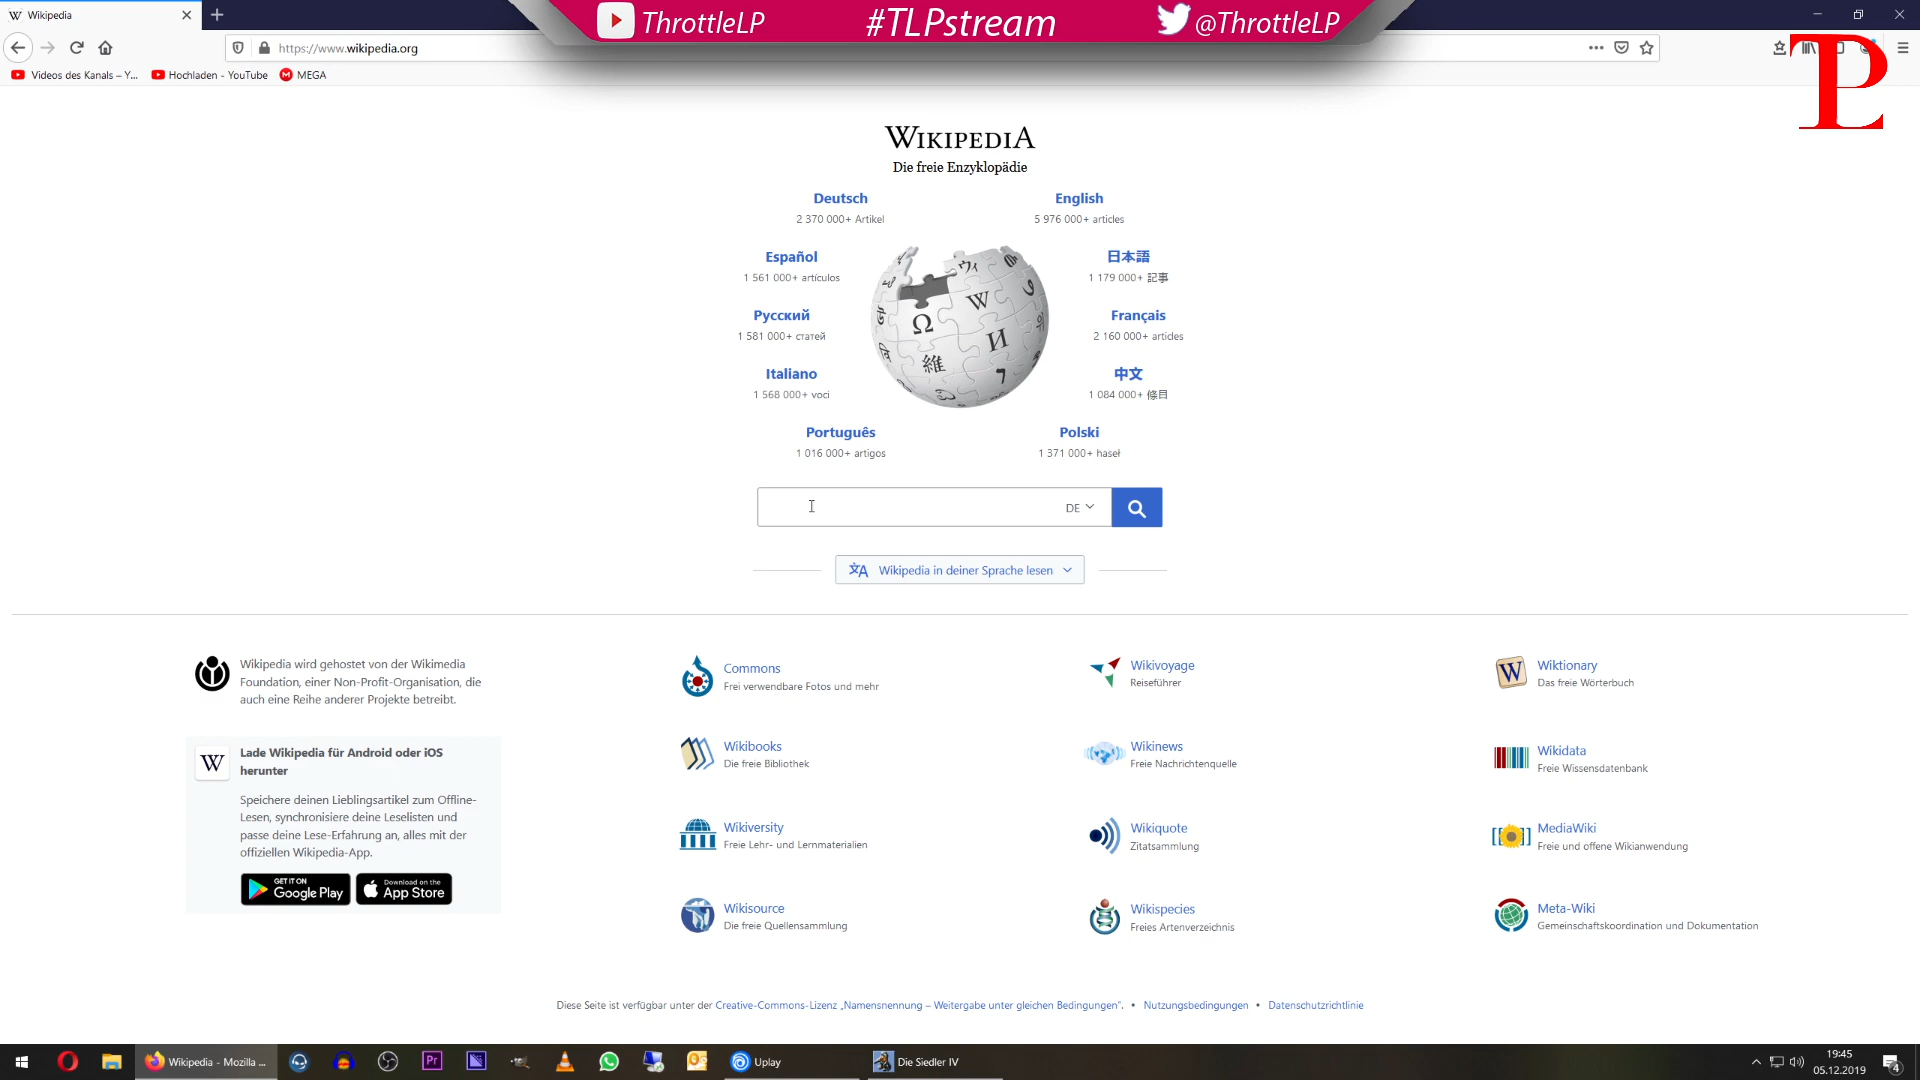 Wikipedia
ThrottleLP
#TLPstream
@ThrottleLP
https://www.wikipedia.org
Videos des Kanals – Y...
Hochladen - YouTube
MEGA
TLP
WIKIPEDIA
Die freie Enzyklopädie
Deutsch
2 370 000+ Artikel
English
5 976 000+ articles
Español
1 561 000+ artículos
日本語
1 179 000+ 記事
Русский
1 581 000+ статей
Français
2 160 000+ articles
Italiano
1 568 000+ voci
中文
1 084 000+ 條目
Português
1 016 000+ artigos
Polski
1 371 000+ haseł
DE
Wikipedia in deiner Sprache lesen
Wikipedia wird gehostet von der Wikimedia
Foundation, einer Non-Profit-Organisation, die
auch eine Reihe anderer Projekte betreibt.
Lade Wikipedia für Android oder iOS
herunter
Speichere deinen Lieblingsartikel zum Offline-
Lesen, synchronisiere deine Leselisten und
passe deine Lese-Erfahrung an, alles mit der
offiziellen Wikipedia-App.
GET IT ON
Google Play
Download on the
App Store
Commons
Frei verwendbare Fotos und mehr
Wikivoyage
Reiseführer
Wiktionary
Das freie Wörterbuch
Wikibooks
Die freie Bibliothek
Wikinews
Freie Nachrichtenquelle
Wikidata
Freie Wissensdatenbank
Wikiversity
Freie Lehr- und Lernmaterialien
Wikiquote
Zitatsammlung
MediaWiki
Freie und offene Wikianwendung
Wikisource
Die freie Quellensammlung
Wikispecies
Freies Artenverzeichnis
Meta-Wiki
Gemeinschaftskoordination und Dokumentation
Diese Seite ist verfügbar unter der Creative-Commons-Lizenz „Namensnennung – Weitergabe unter gleichen Bedingungen“. • Nutzungsbedingungen • Datenschutzrichtlinie
Wikipedia - Mozilla ...
Pr
Uplay
Die Siedler IV
19:45
05.12.2019
4